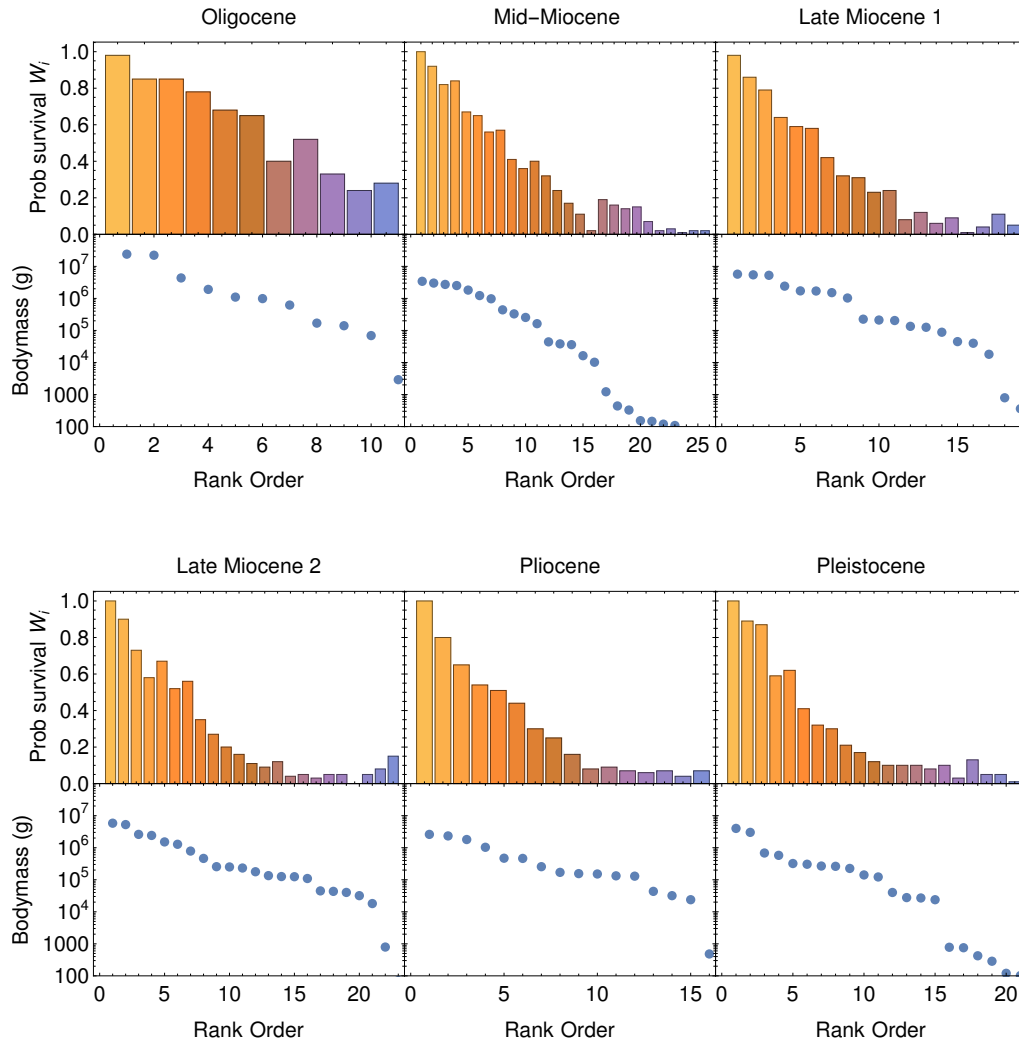 Oligocene Mid-Miocene Late Miocene 1
Prob survival Wi
1.0
0.8
0.6
0.4
0.2
0.0
Bodymass (g)
10^7
10^6
10^5
10^4
1000
100
0 2 4 6 8 10 0 5 10 15 20 25 0 5 10 15
Rank Order Rank Order Rank Order
Late Miocene 2 Pliocene Pleistocene
Prob survival Wi
1.0
0.8
0.6
0.4
0.2
0.0
Bodymass (g)
10^7
10^6
10^5
10^4
1000
100
0 5 10 15 20 0 5 10 15 0 5 10 15 20
Rank Order Rank Order Rank Order